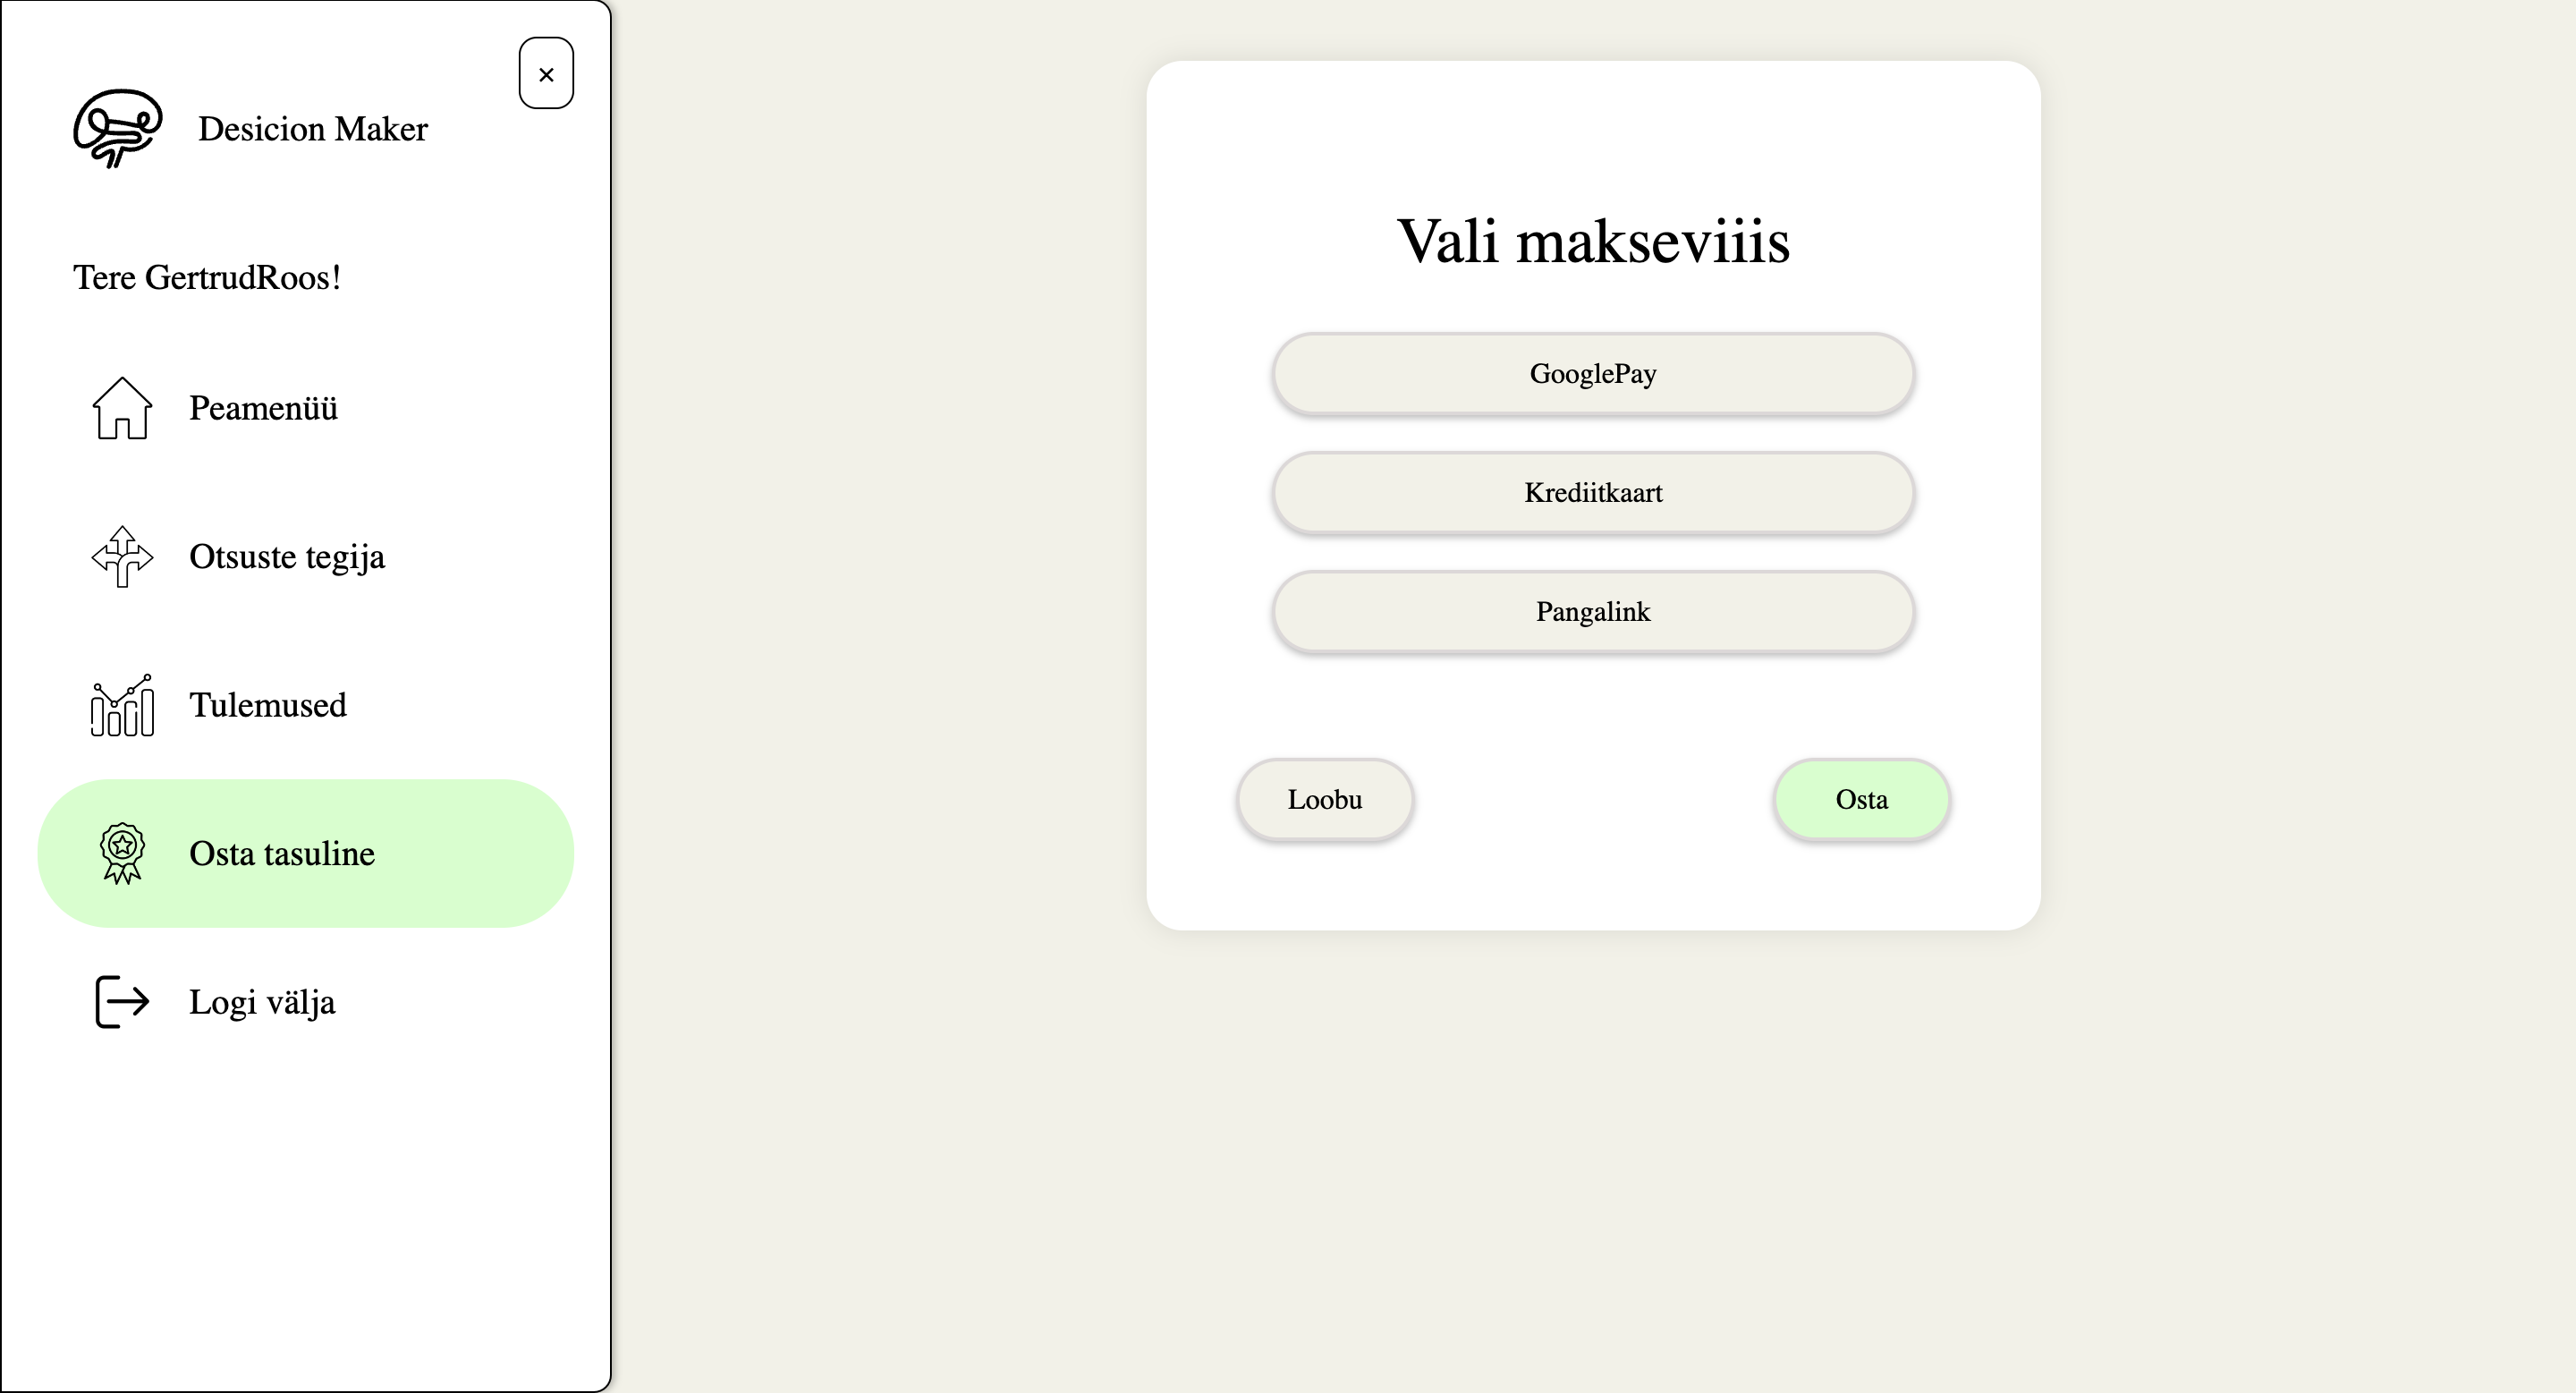 ×
Desicion Maker
Tere GertrudRoos!
Peamenüü
Otsuste tegija
Tulemused
Osta tasuline
Logi välja
Vali makseviiis
GooglePay
Krediitkaart
Pangalink
Loobu
Osta